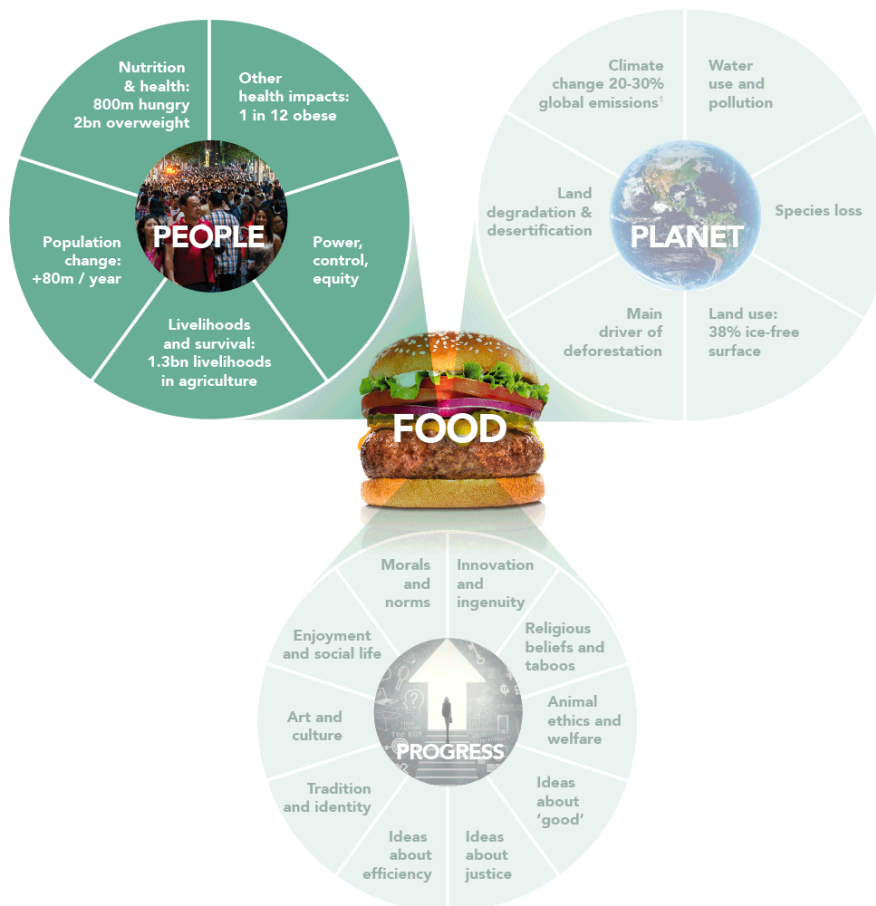 Nutrition
& health:
800m hungry
2bn overweight
Other
health impacts:
1 in 12 obese
Population
change:
+80m / year
PEOPLE
Power,
control,
equity
Livelihoods
and survival:
1.3bn livelihoods
in agriculture
Climate
change 20-30%
global emissions¹
Water
use and
pollution
Land
degradation &
desertification
PLANET
Species loss
Main
driver of
deforestation
Land use:
38% ice-free
surface
FOOD
Morals
and
norms
Innovation
and
ingenuity
Enjoyment
and social life
Religious
beliefs and
taboos
Art and
culture
PROGRESS
Animal
ethics and
welfare
Tradition
and identity
Ideas
about
‘good’
Ideas
about
efficiency
Ideas
about
justice